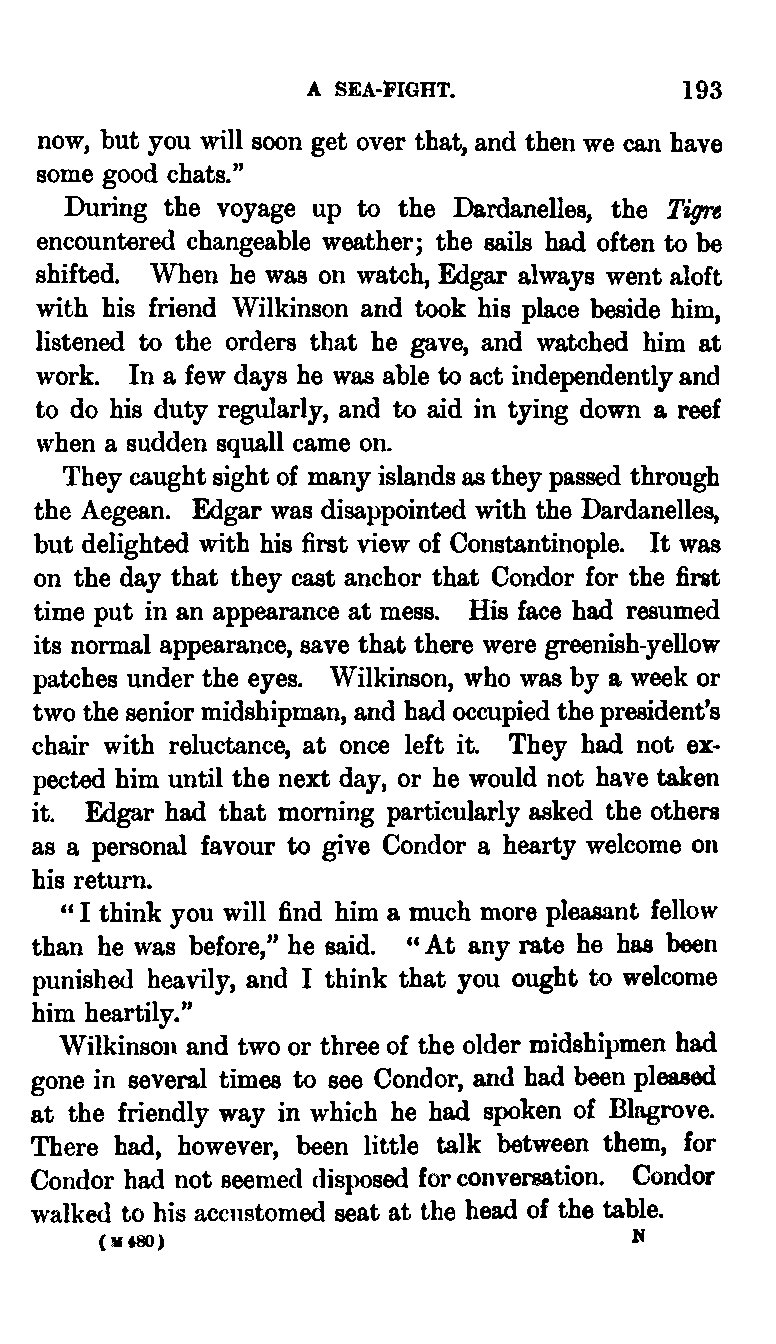 A SEA-FIGHT. 193
now, but you will soon get over that, and then we can have
some good chats."
During the voyage up to the Dardanelles, the Tigre
encountered changeable weather; the sails had often to be
shifted. When he was on watch, Edgar always went aloft
with his friend Wilkinson and took his place beside him,
listened to the orders that he gave, and watched him at
work. In a few days he was able to act independently and
to do his duty regularly, and to aid in tying down a reef
when a sudden squall came on.
They caught sight of many islands as they passed through
the Aegean. Edgar was disappointed with the Dardanelles,
but delighted with his first view of Constantinople. It was
on the day that they cast anchor that Condor for the first
time put in an appearance at mess. His face had resumed
its normal appearance, save that there were greenish-yellow
patches under the eyes. Wilkinson, who was by a week or
two the senior midshipman, and had occupied the president's
chair with reluctance, at once left it. They had not ex-
pected him until the next day, or he would not have taken
it. Edgar had that morning particularly asked the others
as a personal favour to give Condor a hearty welcome on
his return.
"I think you will find him a much more pleasant fellow
than he was before," he said. "At any rate he has been
punished heavily, and I think that you ought to welcome
him heartily."
Wilkinson and two or three of the older midshipmen had
gone in several times to see Condor, and had been pleased
at the friendly way in which he had spoken of Blagrove.
There had, however, been little talk between them, for
Condor had not seemed disposed for conversation. Condor
walked to his accustomed seat at the head of the table.
(M 480) N